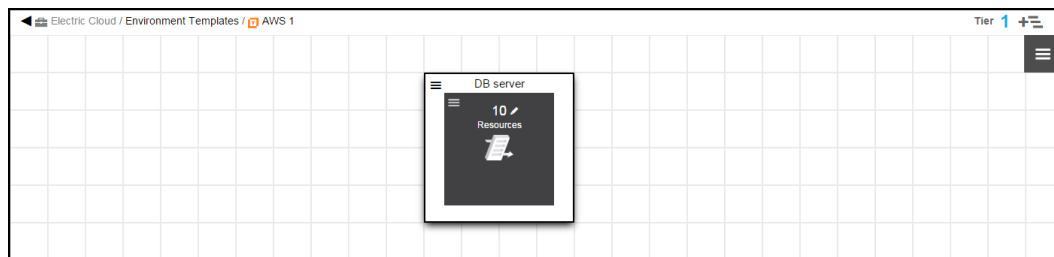 Electric Cloud / Environment Templates / AWS 1
Tier 1
DB server
10
Resources